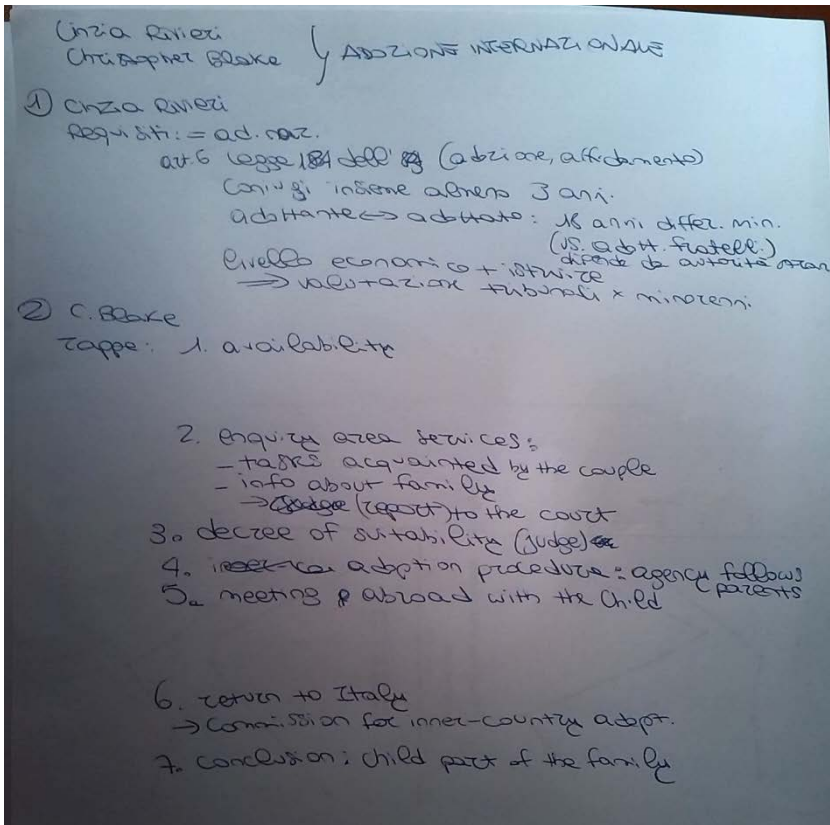 Cinzia Rivieri
Christopher Blake
ADOZIONE INTERNAZIONALE
1) Cinzia Rivieri
Requisiti: = ad. naz.
art. 6 Legge 184 dell' (adozione, affidamento)
Coniugi insieme almeno 3 anni.
adottante <-> adottato: 18 anni differ. min.
(vs. adott. fratell.)
dipende da autorità stran
livello economico + istruize
=> valutazione tribunali x minorenni.
2) C. Blake
Tappe: 1. availability
2. enquiry area services:
- tasks acquainted by the couple
- info about family
-> (report) to the court
3. decree of suitability (judge)
4. adoption procedure: agency follows
parents
5. meeting abroad with the child
6. return to Italy
-> Commission for inner-country adopt.
7. conclusion: child part of the family